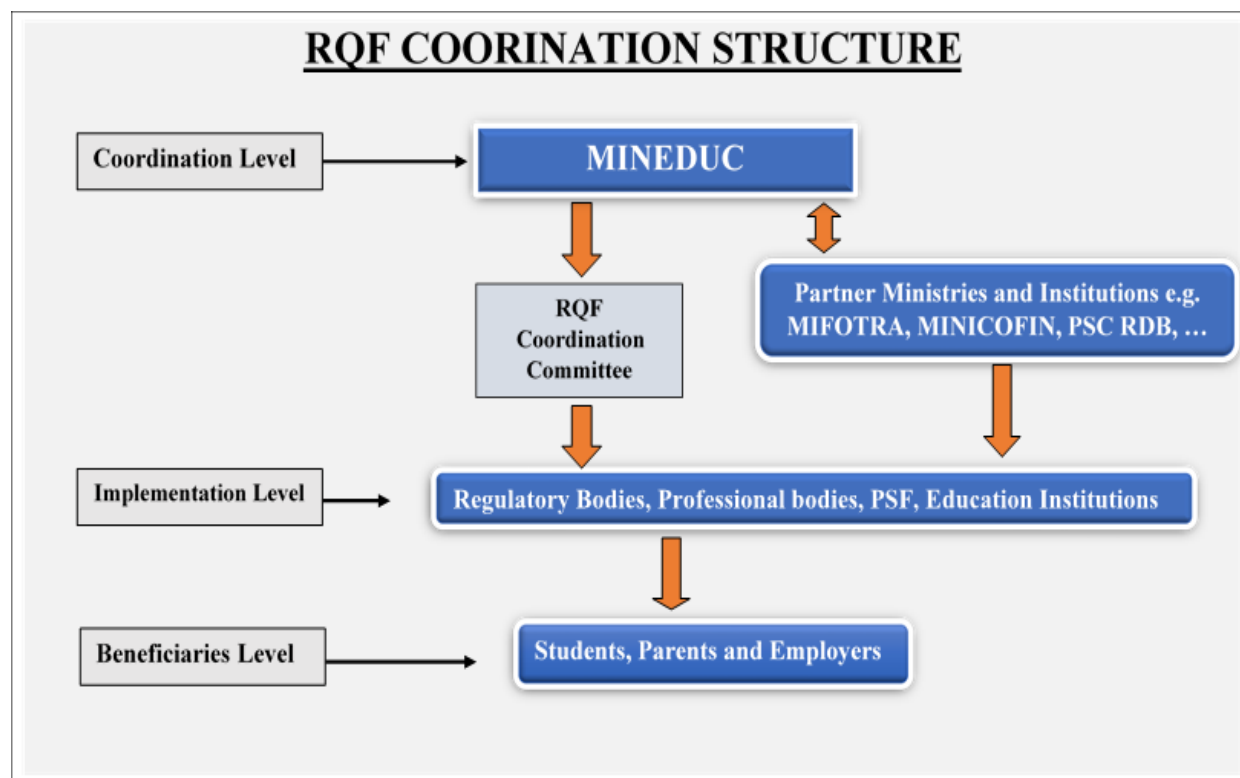 RQF COORINATION STRUCTURE
Coordination Level
MINEDUC
Partner Ministries and Institutions e.g.
MIFOTRA, MINICOFIN, PSC RDB, …
RQF
Coordination
Committee
Implementation Level
Regulatory Bodies, Professional bodies, PSF, Education Institutions
Beneficiaries Level
Students, Parents and Employers